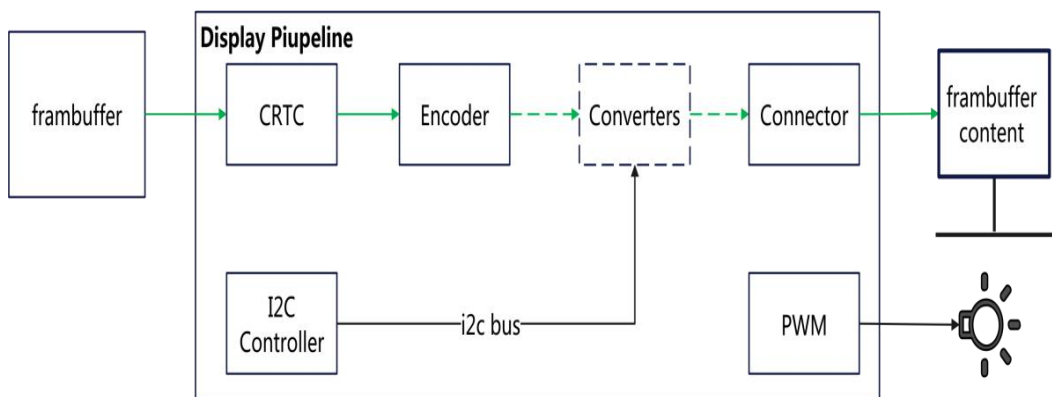 Display Piupeline
frambuffer
CRTC
Encoder
Converters
Connector
frambuffer
content
I2C
Controller
i2c bus
PWM